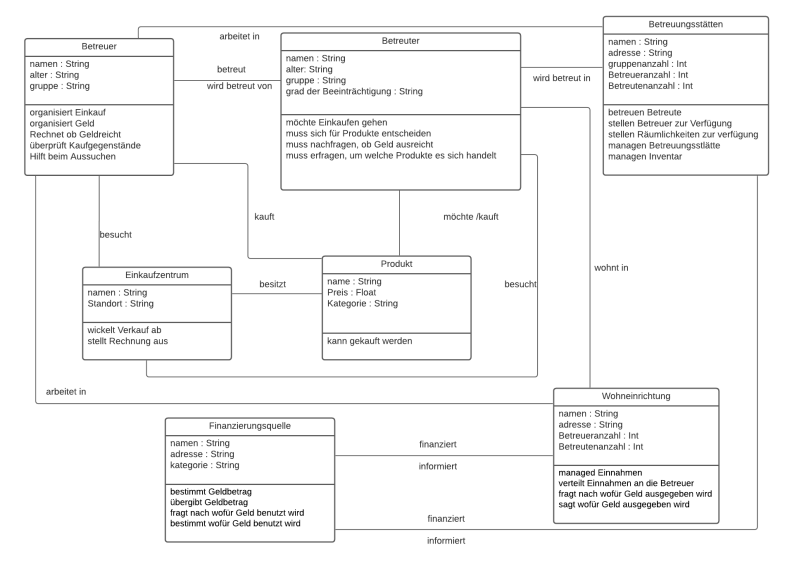 Betreuungsstätten
namen : String
adresse : String
gruppenanzahl : Int
Betreueranzahl : Int
Betreutenanzahl : Int
betreuen Betreute
stellen Betreuer zur Verfügung
stellen Räumlichkeiten zur verfügung
managen Betreuungsstlätte
managen Inventar
arbeitet in
Betreuer
namen : String
alter : String
gruppe : String
organisiert Einkauf
organisiert Geld
Rechnet ob Geldreicht
überprüft Kaufgegenstände
Hilft beim Aussuchen
betreut
wird betreut von
Betreuter
namen : String
alter: String
gruppe : String
grad der Beeinträchtigung : String
möchte Einkaufen gehen
muss sich für Produkte entscheiden
muss nachfragen, ob Geld ausreicht
muss erfragen, um welche Produkte es sich handelt
wird betreut in
kauft
möchte /kauft
besucht
Einkaufzentrum
namen : String
Standort : String
wickelt Verkauf ab
stellt Rechnung aus
besitzt
Produkt
name : String
Preis : Float
Kategorie : String
kann gekauft werden
besucht
wohnt in
arbeitet in
Wohneinrichtung
namen : String
adresse : String
Betreueranzahl : Int
Betreutenanzahl : Int
managed Einnahmen
verteilt Einnahmen an die Betreuer
fragt nach wofür Geld ausgegeben wird
sagt wofür Geld ausgegeben wird
Finanzierungsquelle
namen : String
adresse : String
kategorie : String
bestimmt Geldbetrag
übergibt Geldbetrag
fragt nach wofür Geld benutzt wird
bestimmt wofür Geld benutzt wird
finanziert
informiert
finanziert
informiert